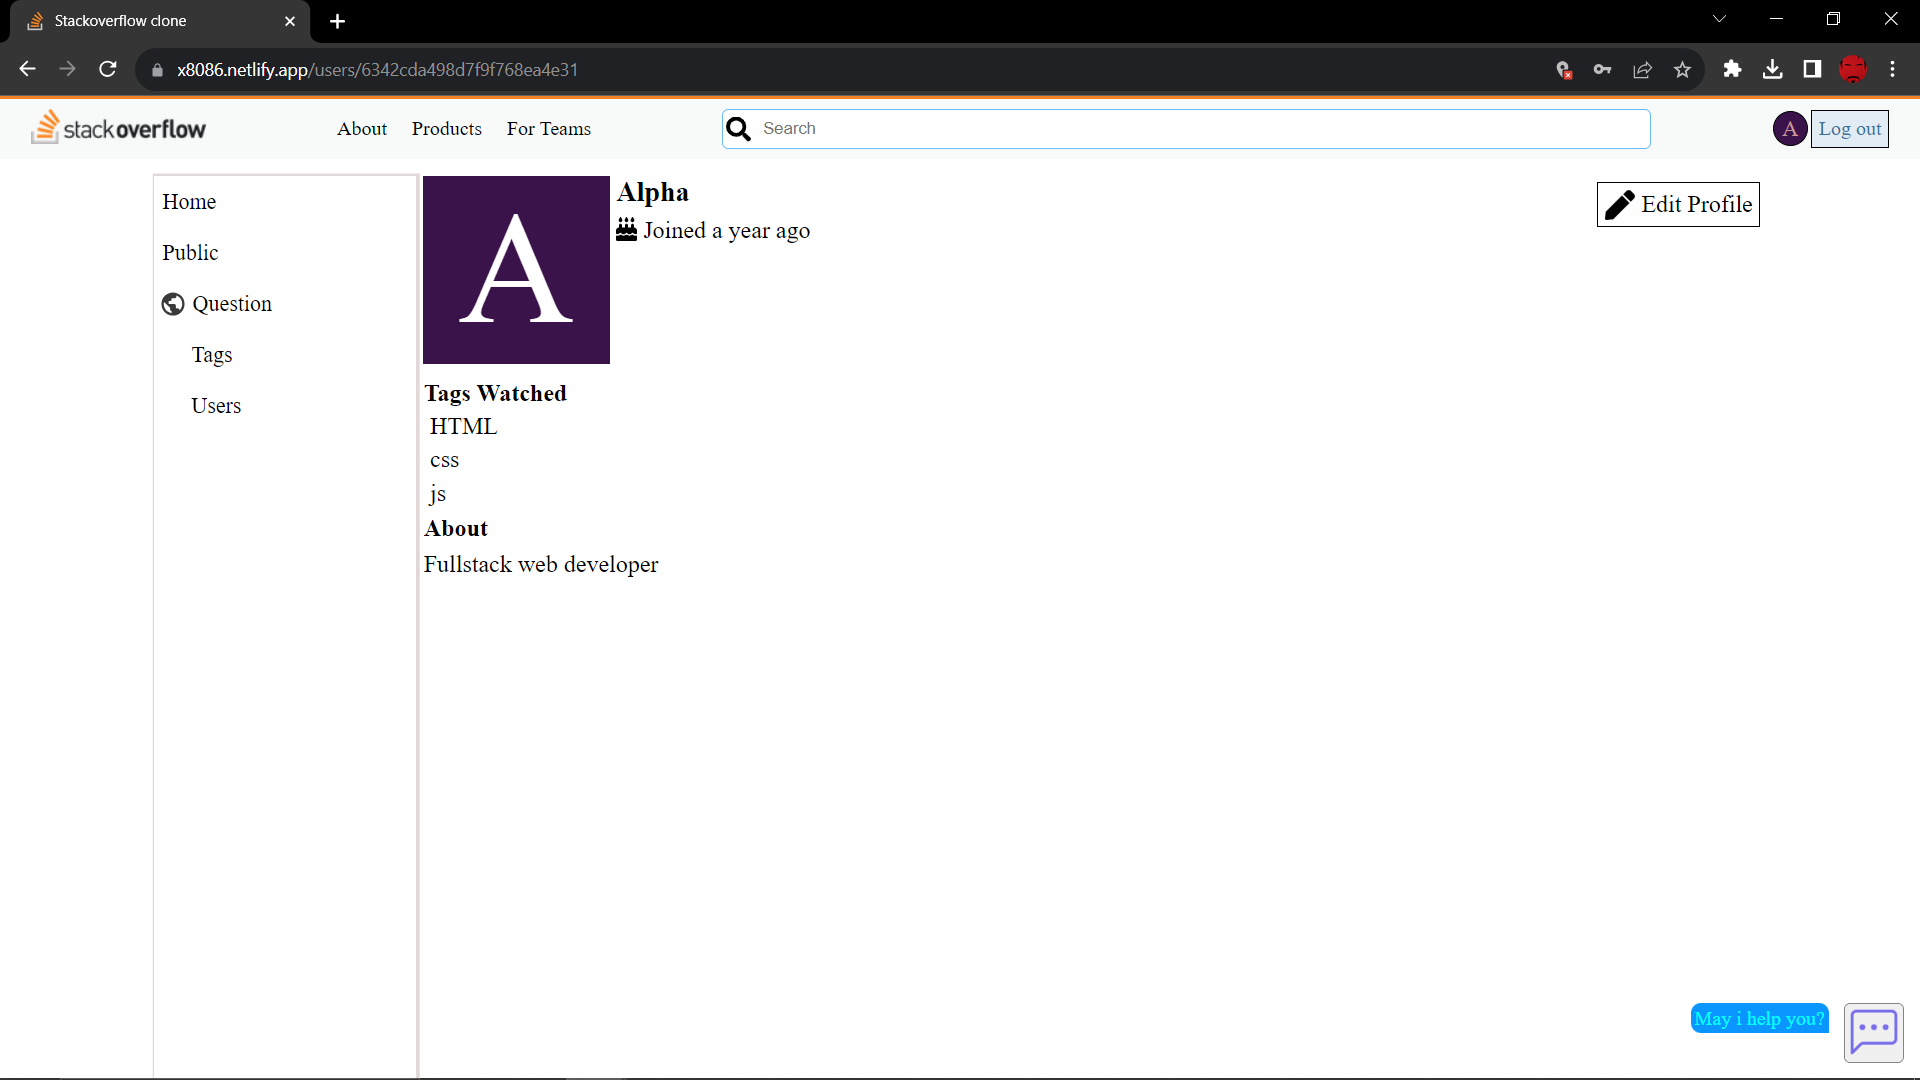 Stackoverflow clone
x8086.netlify.app/users/6342cda498d7f9f768ea4e31
stackoverflow
About
Products
For Teams
Search
A
Log out
Home
Public
Question
Tags
Users
A
Alpha
Joined a year ago
Edit Profile
Tags Watched
HTML
css
js
About
Fullstack web developer
May i help you?